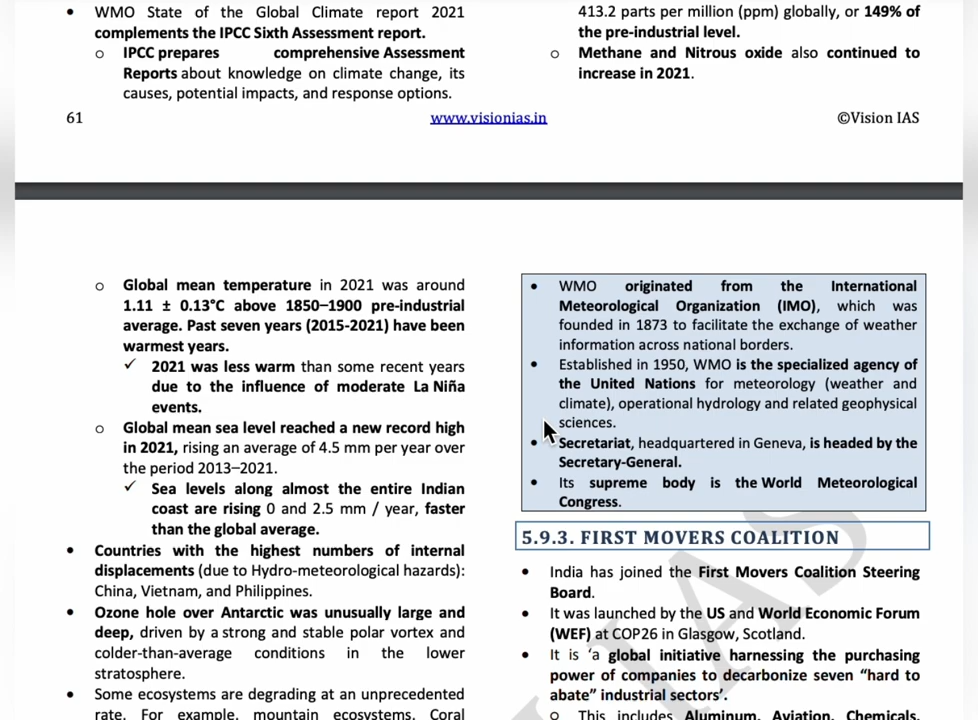 • WMO State of the Global Climate report 2021
complements the IPCC Sixth Assessment report.
o IPCC prepares comprehensive Assessment
Reports about knowledge on climate change, its
causes, potential impacts, and response options.
413.2 parts per million (ppm) globally, or 149% of
the pre-industrial level.
o Methane and Nitrous oxide also continued to
increase in 2021.
61 www.visionias.in ©Vision IAS
o Global mean temperature in 2021 was around
1.11 ± 0.13°C above 1850–1900 pre-industrial
average. Past seven years (2015-2021) have been
warmest years.
✓ 2021 was less warm than some recent years
due to the influence of moderate La Niña
events.
o Global mean sea level reached a new record high
in 2021, rising an average of 4.5 mm per year over
the period 2013–2021.
✓ Sea levels along almost the entire Indian
coast are rising 0 and 2.5 mm / year, faster
than the global average.
• Countries with the highest numbers of internal
displacements (due to Hydro-meteorological hazards):
China, Vietnam, and Philippines.
• Ozone hole over Antarctic was unusually large and
deep, driven by a strong and stable polar vortex and
colder-than-average conditions in the lower
stratosphere.
• Some ecosystems are degrading at an unprecedented
rate. For example, mountain ecosystems, Coral
• WMO originated from the International
Meteorological Organization (IMO), which was
founded in 1873 to facilitate the exchange of weather
information across national borders.
• Established in 1950, WMO is the specialized agency of
the United Nations for meteorology (weather and
climate), operational hydrology and related geophysical
sciences.
• Secretariat, headquartered in Geneva, is headed by the
Secretary-General.
• Its supreme body is the World Meteorological
Congress.
5.9.3. FIRST MOVERS COALITION
• India has joined the First Movers Coalition Steering
Board.
• It was launched by the US and World Economic Forum
(WEF) at COP26 in Glasgow, Scotland.
• It is ‘a global initiative harnessing the purchasing
power of companies to decarbonize seven “hard to
abate” industrial sectors’.
o This includes Aluminum, Aviation, Chemicals,
IAS